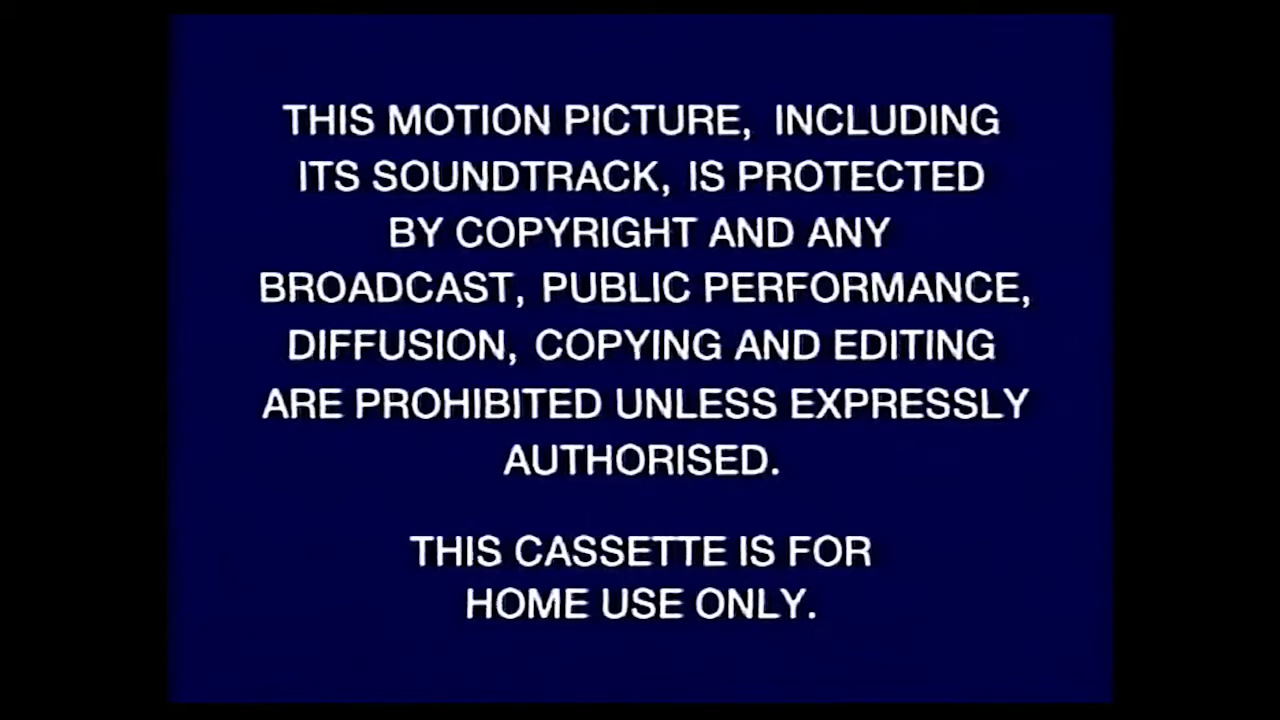 THIS MOTION PICTURE, INCLUDING
ITS SOUNDTRACK, IS PROTECTED
BY COPYRIGHT AND ANY
BROADCAST, PUBLIC PERFORMANCE,
DIFFUSION, COPYING AND EDITING
ARE PROHIBITED UNLESS EXPRESSLY
AUTHORISED.
THIS CASSETTE IS FOR
HOME USE ONLY.